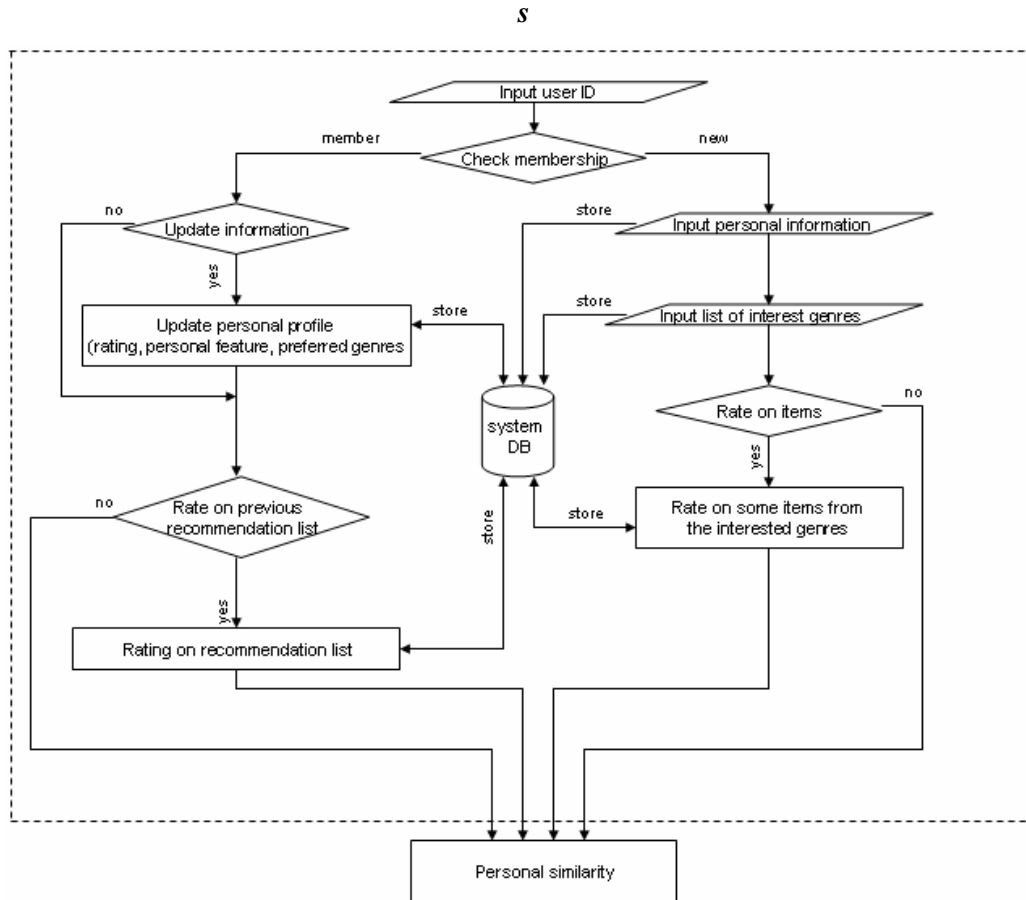 s
Input user ID
member
Check membership
new
no
Update information
store
Input personal information
yes
store
Input list of interest genres
Update personal profile
(rating, personal feature, preferred genres
store
system
DB
Rate on items
no
yes
no
Rate on previous
recommendation list
store
store
Rate on some items from
the interested genres
yes
Rating on recommendation list
Personal similarity